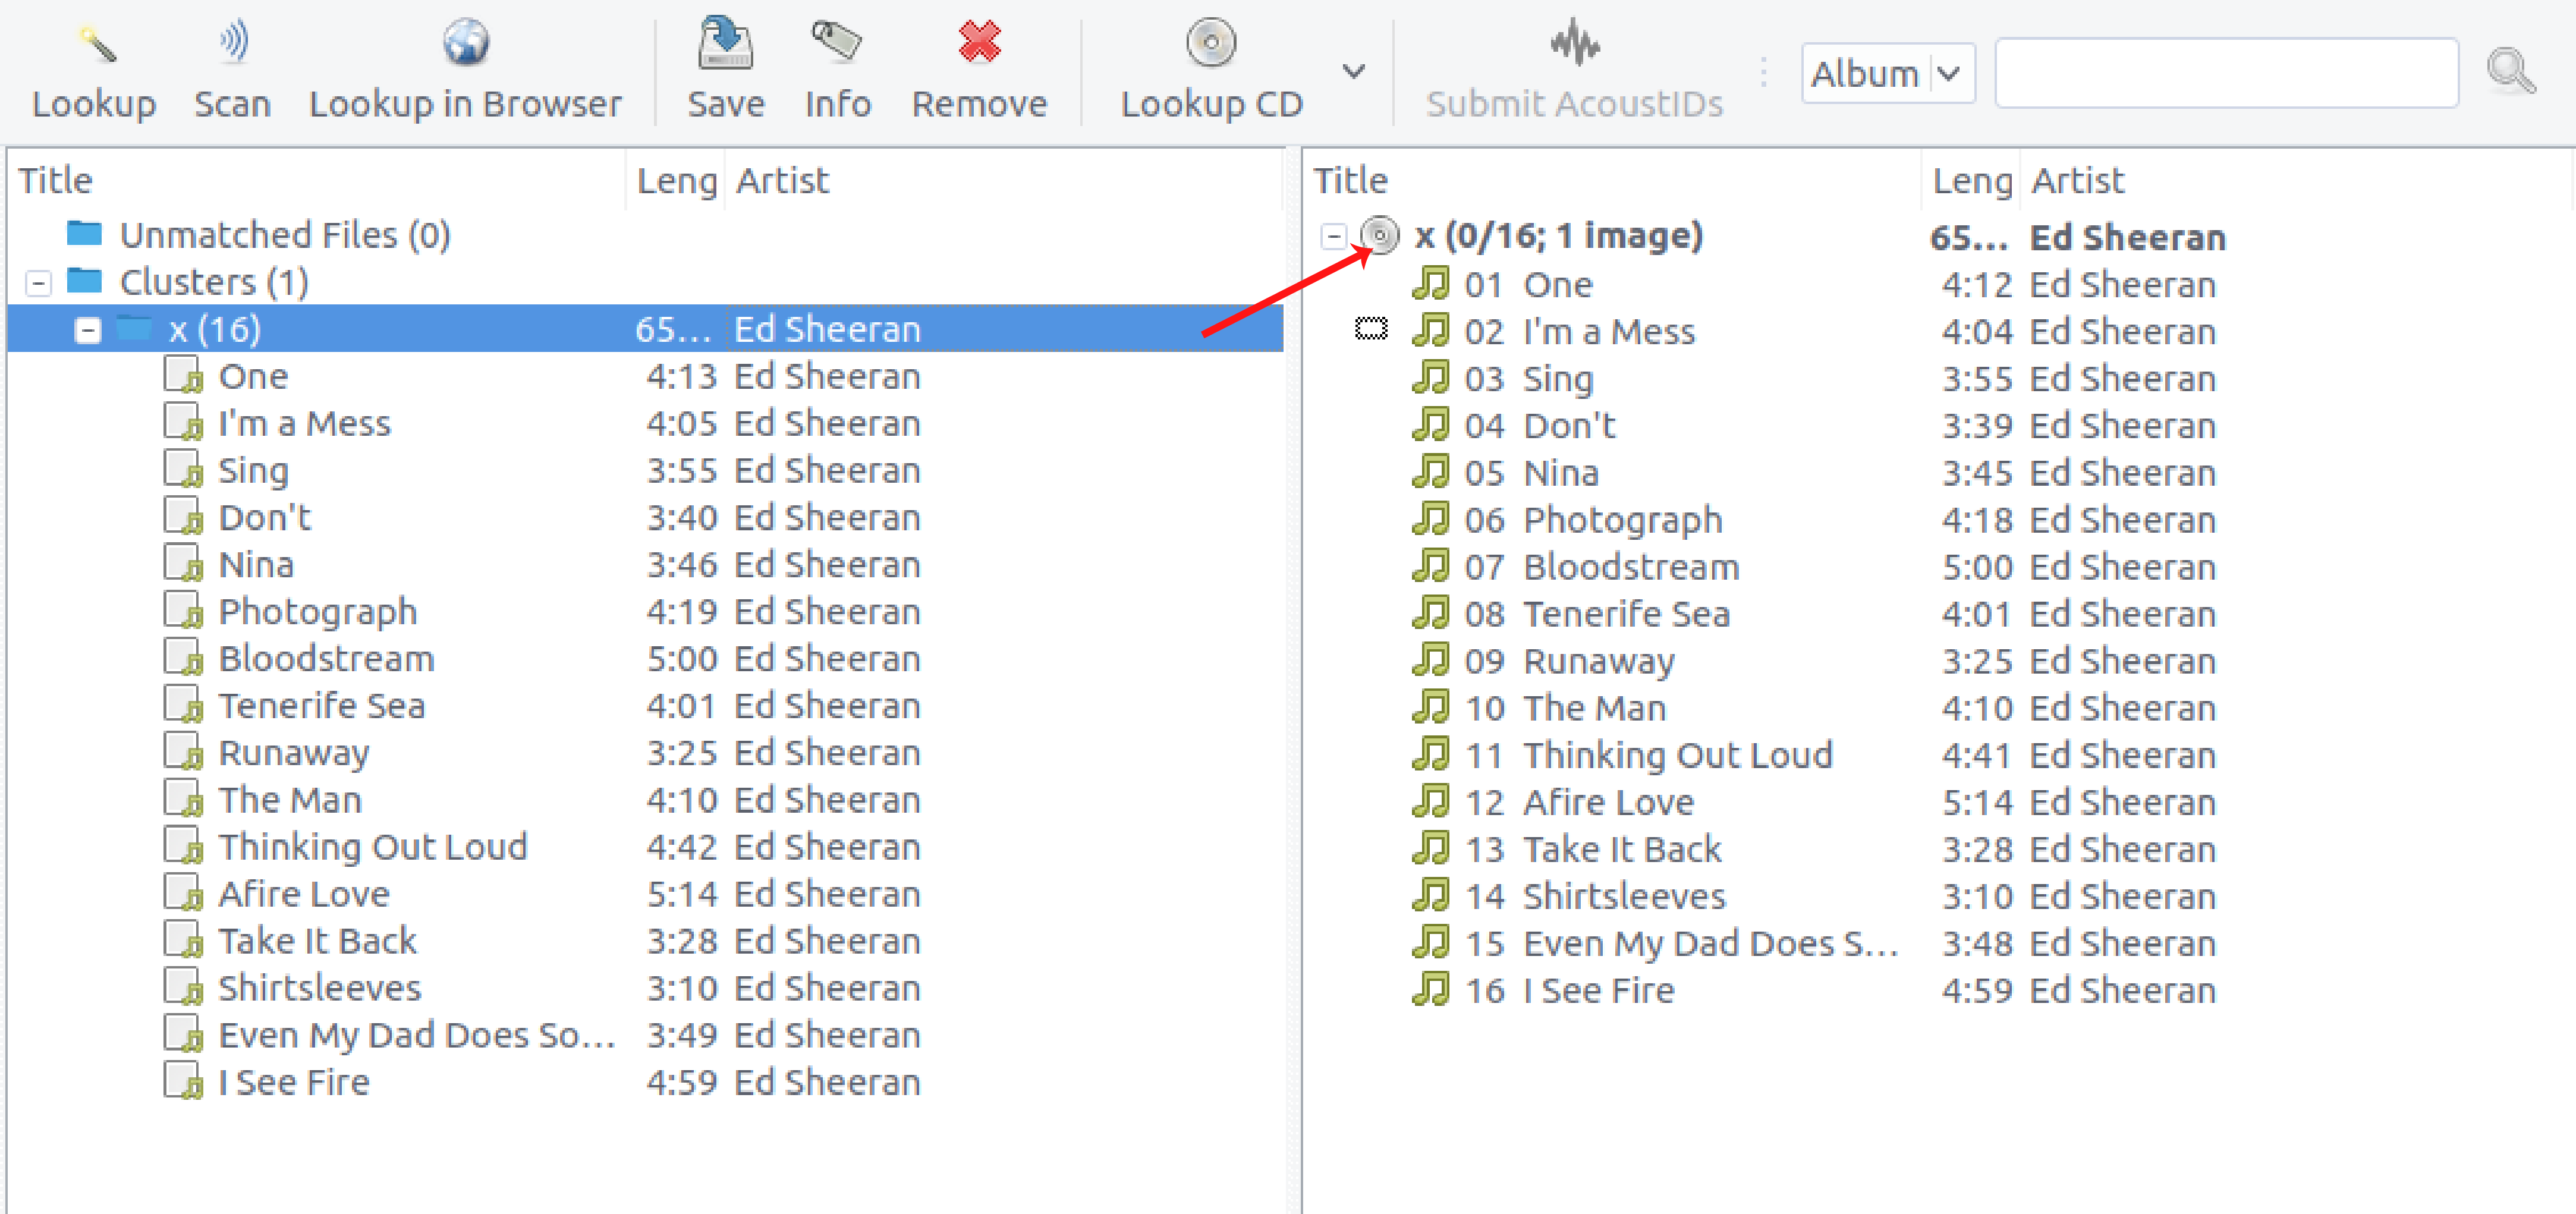 Lookup Scan Lookup in Browser Save Info Remove Lookup CD Submit AcoustIDs Album
Title Leng Artist
Unmatched Files (0)
Clusters (1)
x (16) 65... Ed Sheeran
One 4:13 Ed Sheeran
I'm a Mess 4:05 Ed Sheeran
Sing 3:55 Ed Sheeran
Don't 3:40 Ed Sheeran
Nina 3:46 Ed Sheeran
Photograph 4:19 Ed Sheeran
Bloodstream 5:00 Ed Sheeran
Tenerife Sea 4:01 Ed Sheeran
Runaway 3:25 Ed Sheeran
The Man 4:10 Ed Sheeran
Thinking Out Loud 4:42 Ed Sheeran
Afire Love 5:14 Ed Sheeran
Take It Back 3:28 Ed Sheeran
Shirtsleeves 3:10 Ed Sheeran
Even My Dad Does So... 3:49 Ed Sheeran
I See Fire 4:59 Ed Sheeran
Title Leng Artist
x (0/16; 1 image) 65... Ed Sheeran
01 One 4:12 Ed Sheeran
02 I'm a Mess 4:04 Ed Sheeran
03 Sing 3:55 Ed Sheeran
04 Don't 3:39 Ed Sheeran
05 Nina 3:45 Ed Sheeran
06 Photograph 4:18 Ed Sheeran
07 Bloodstream 5:00 Ed Sheeran
08 Tenerife Sea 4:01 Ed Sheeran
09 Runaway 3:25 Ed Sheeran
10 The Man 4:10 Ed Sheeran
11 Thinking Out Loud 4:41 Ed Sheeran
12 Afire Love 5:14 Ed Sheeran
13 Take It Back 3:28 Ed Sheeran
14 Shirtsleeves 3:10 Ed Sheeran
15 Even My Dad Does S... 3:48 Ed Sheeran
16 I See Fire 4:59 Ed Sheeran